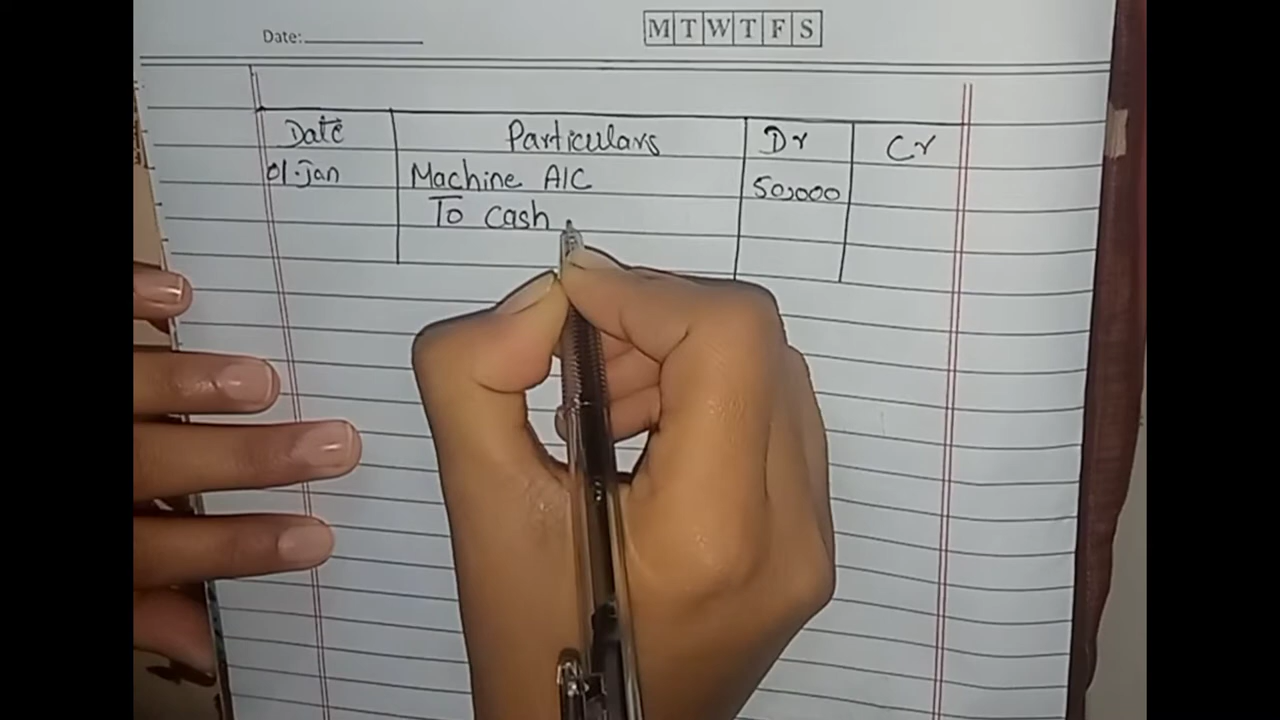 Date:
M T W T F S
Date Particulars Dr Cr
01-Jan Machine A/C 50,000
To Cash